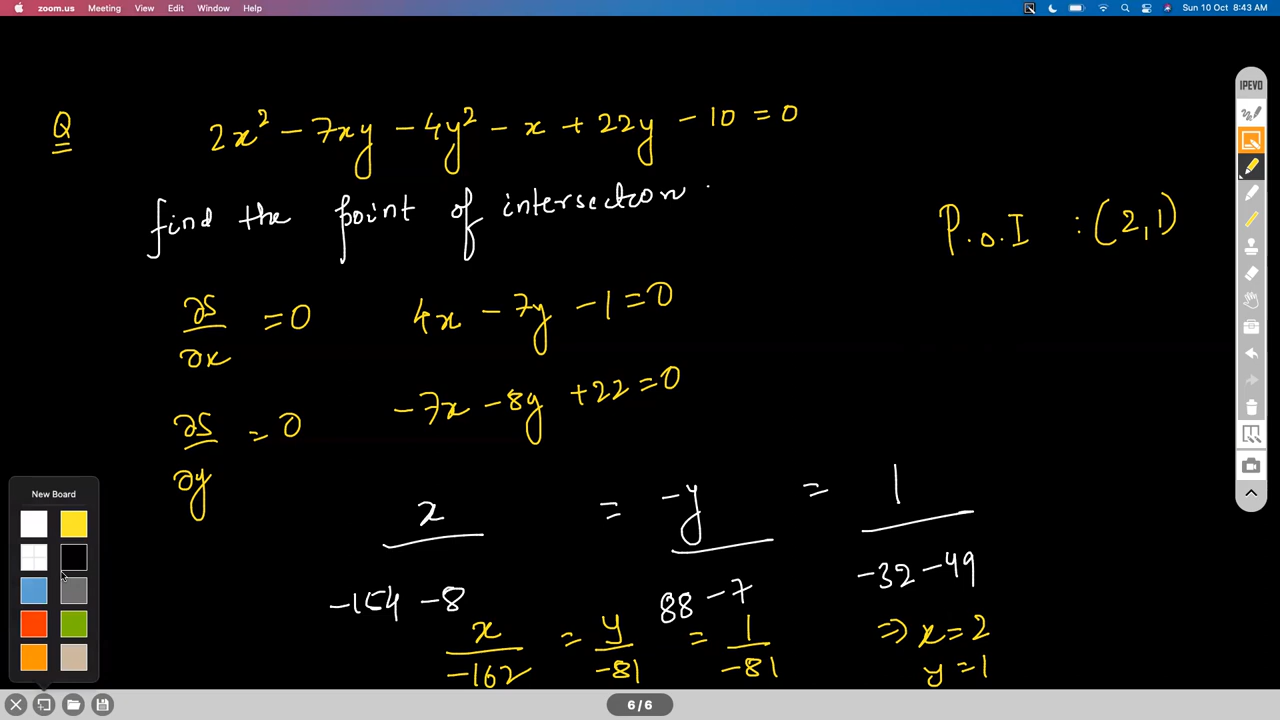 zoom.us Meeting View Edit Window Help Sun 10 Oct 8:43 AM
IPEVO
Q 2x² - 7xy - 4y² - x + 22y - 10 = 0
find the point of intersection.
P.o.I : (2,1)
∂S/∂x = 0 4x - 7y - 1 = 0
∂S/∂y = 0 -7x - 8y + 22 = 0
x/(-154 - 8) = -y/(88 - 7) = 1/(-32 - 49)
x/-162 = y/-81 = 1/-81 ⇒ x = 2
y = 1
New Board
6 / 6